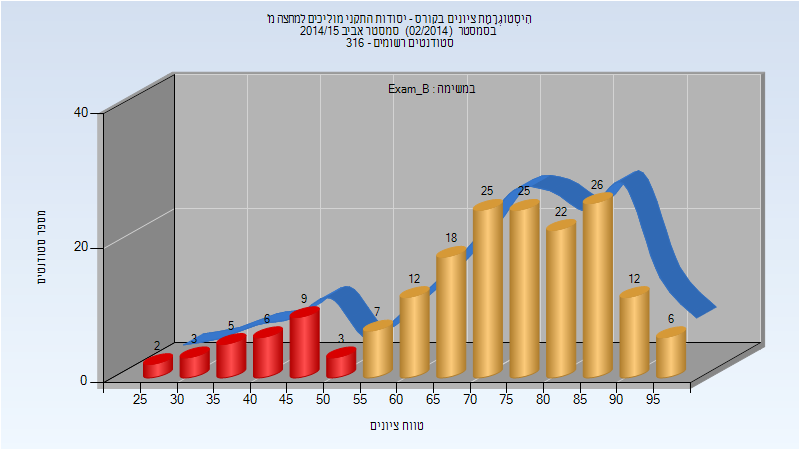 היסטוגרמת ציונים בקורס - יסודות התקני מוליכים למחצה מ'
בסמסטר (02/2014) סמסטר אביב 2014/15
סטודנטים רשומים - 316
במשימה : Exam_B
מספר סטודנטים
40
20
0
2 3 5 6 9 3 7 12 18 25 25 22 26 12 6
25 30 35 40 45 50 55 60 65 70 75 80 85 90 95
טווח ציונים